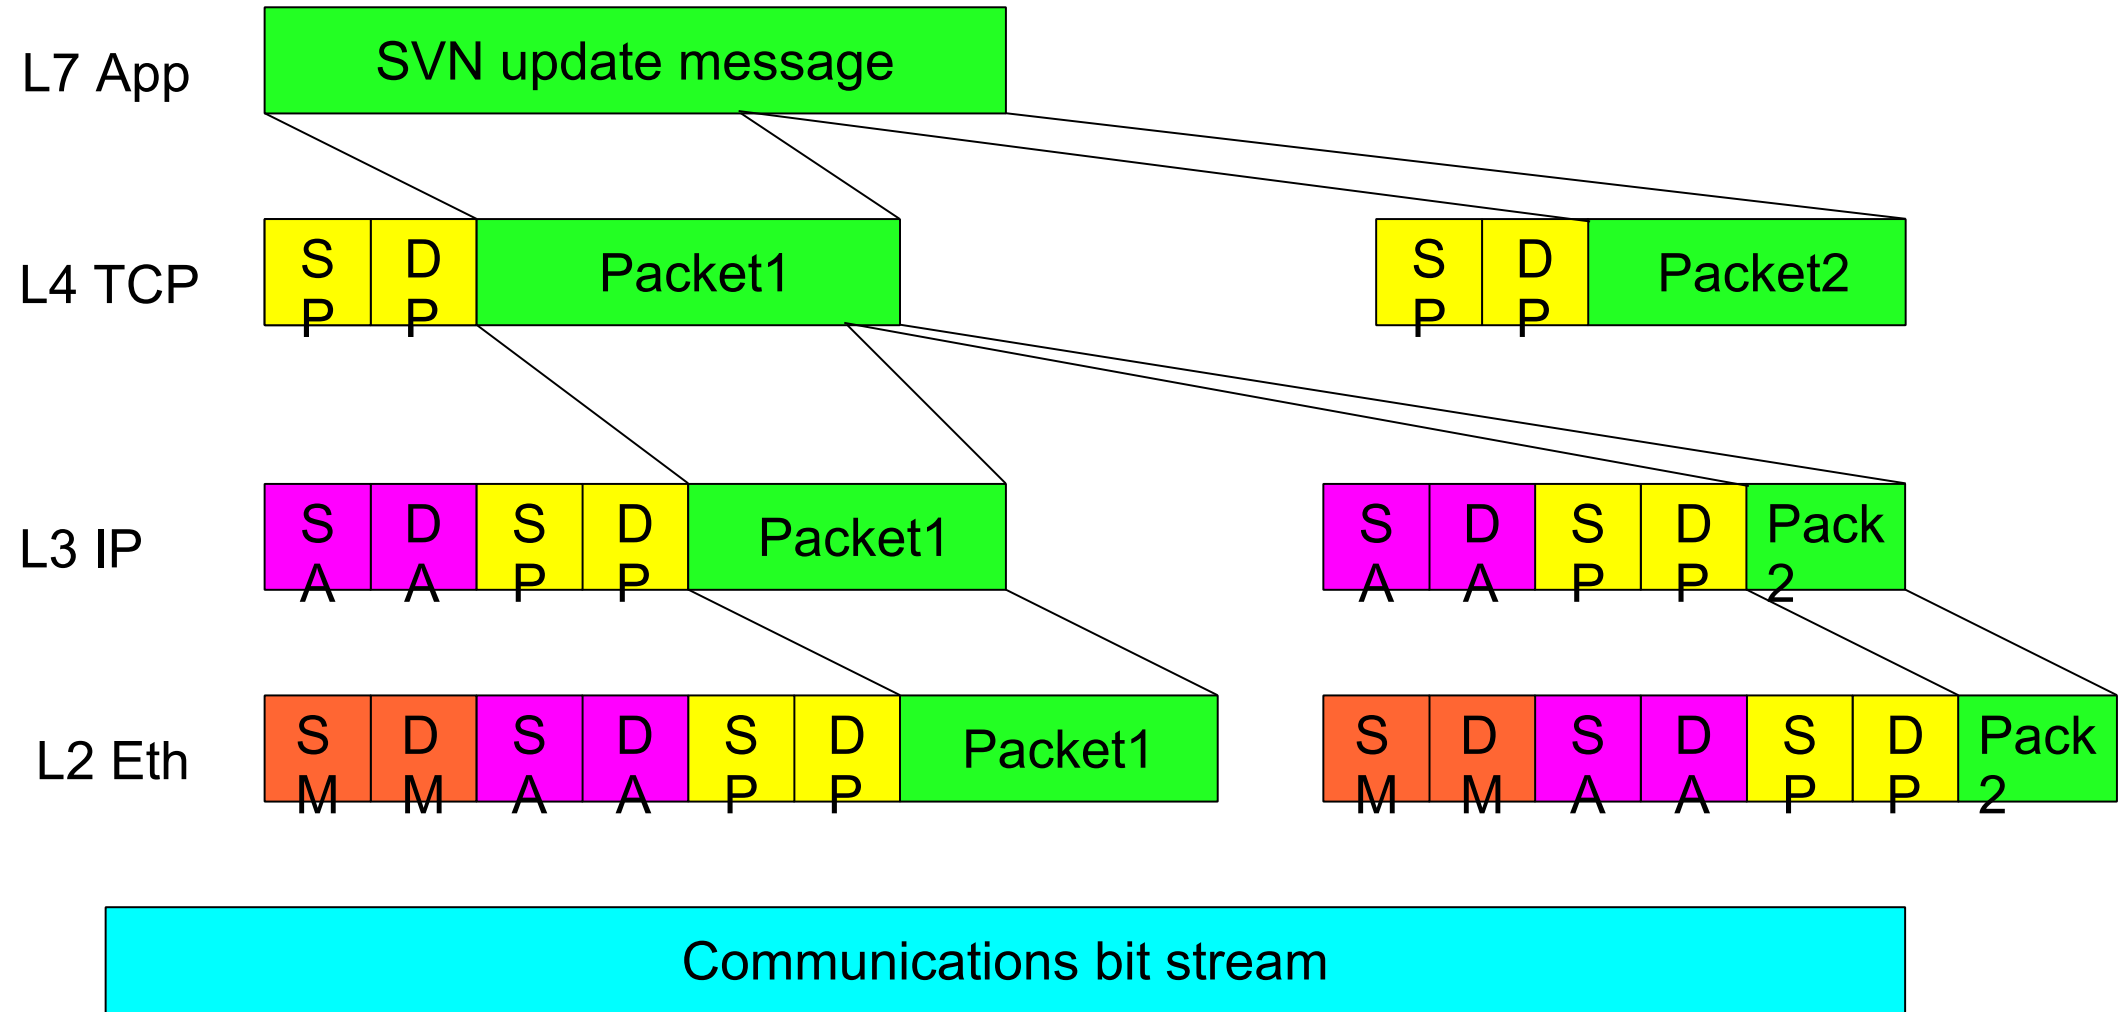 L7 App
SVN update message
L4 TCP
S
P
D
P
Packet1
S
P
D
P
Packet2
L3 IP
S
A
D
A
S
P
D
P
Packet1
S
A
D
A
S
P
D
P
Pack
2
L2 Eth
S
M
D
M
S
A
D
A
S
P
D
P
Packet1
S
M
D
M
S
A
D
A
S
P
D
P
Pack
2
Communications bit stream